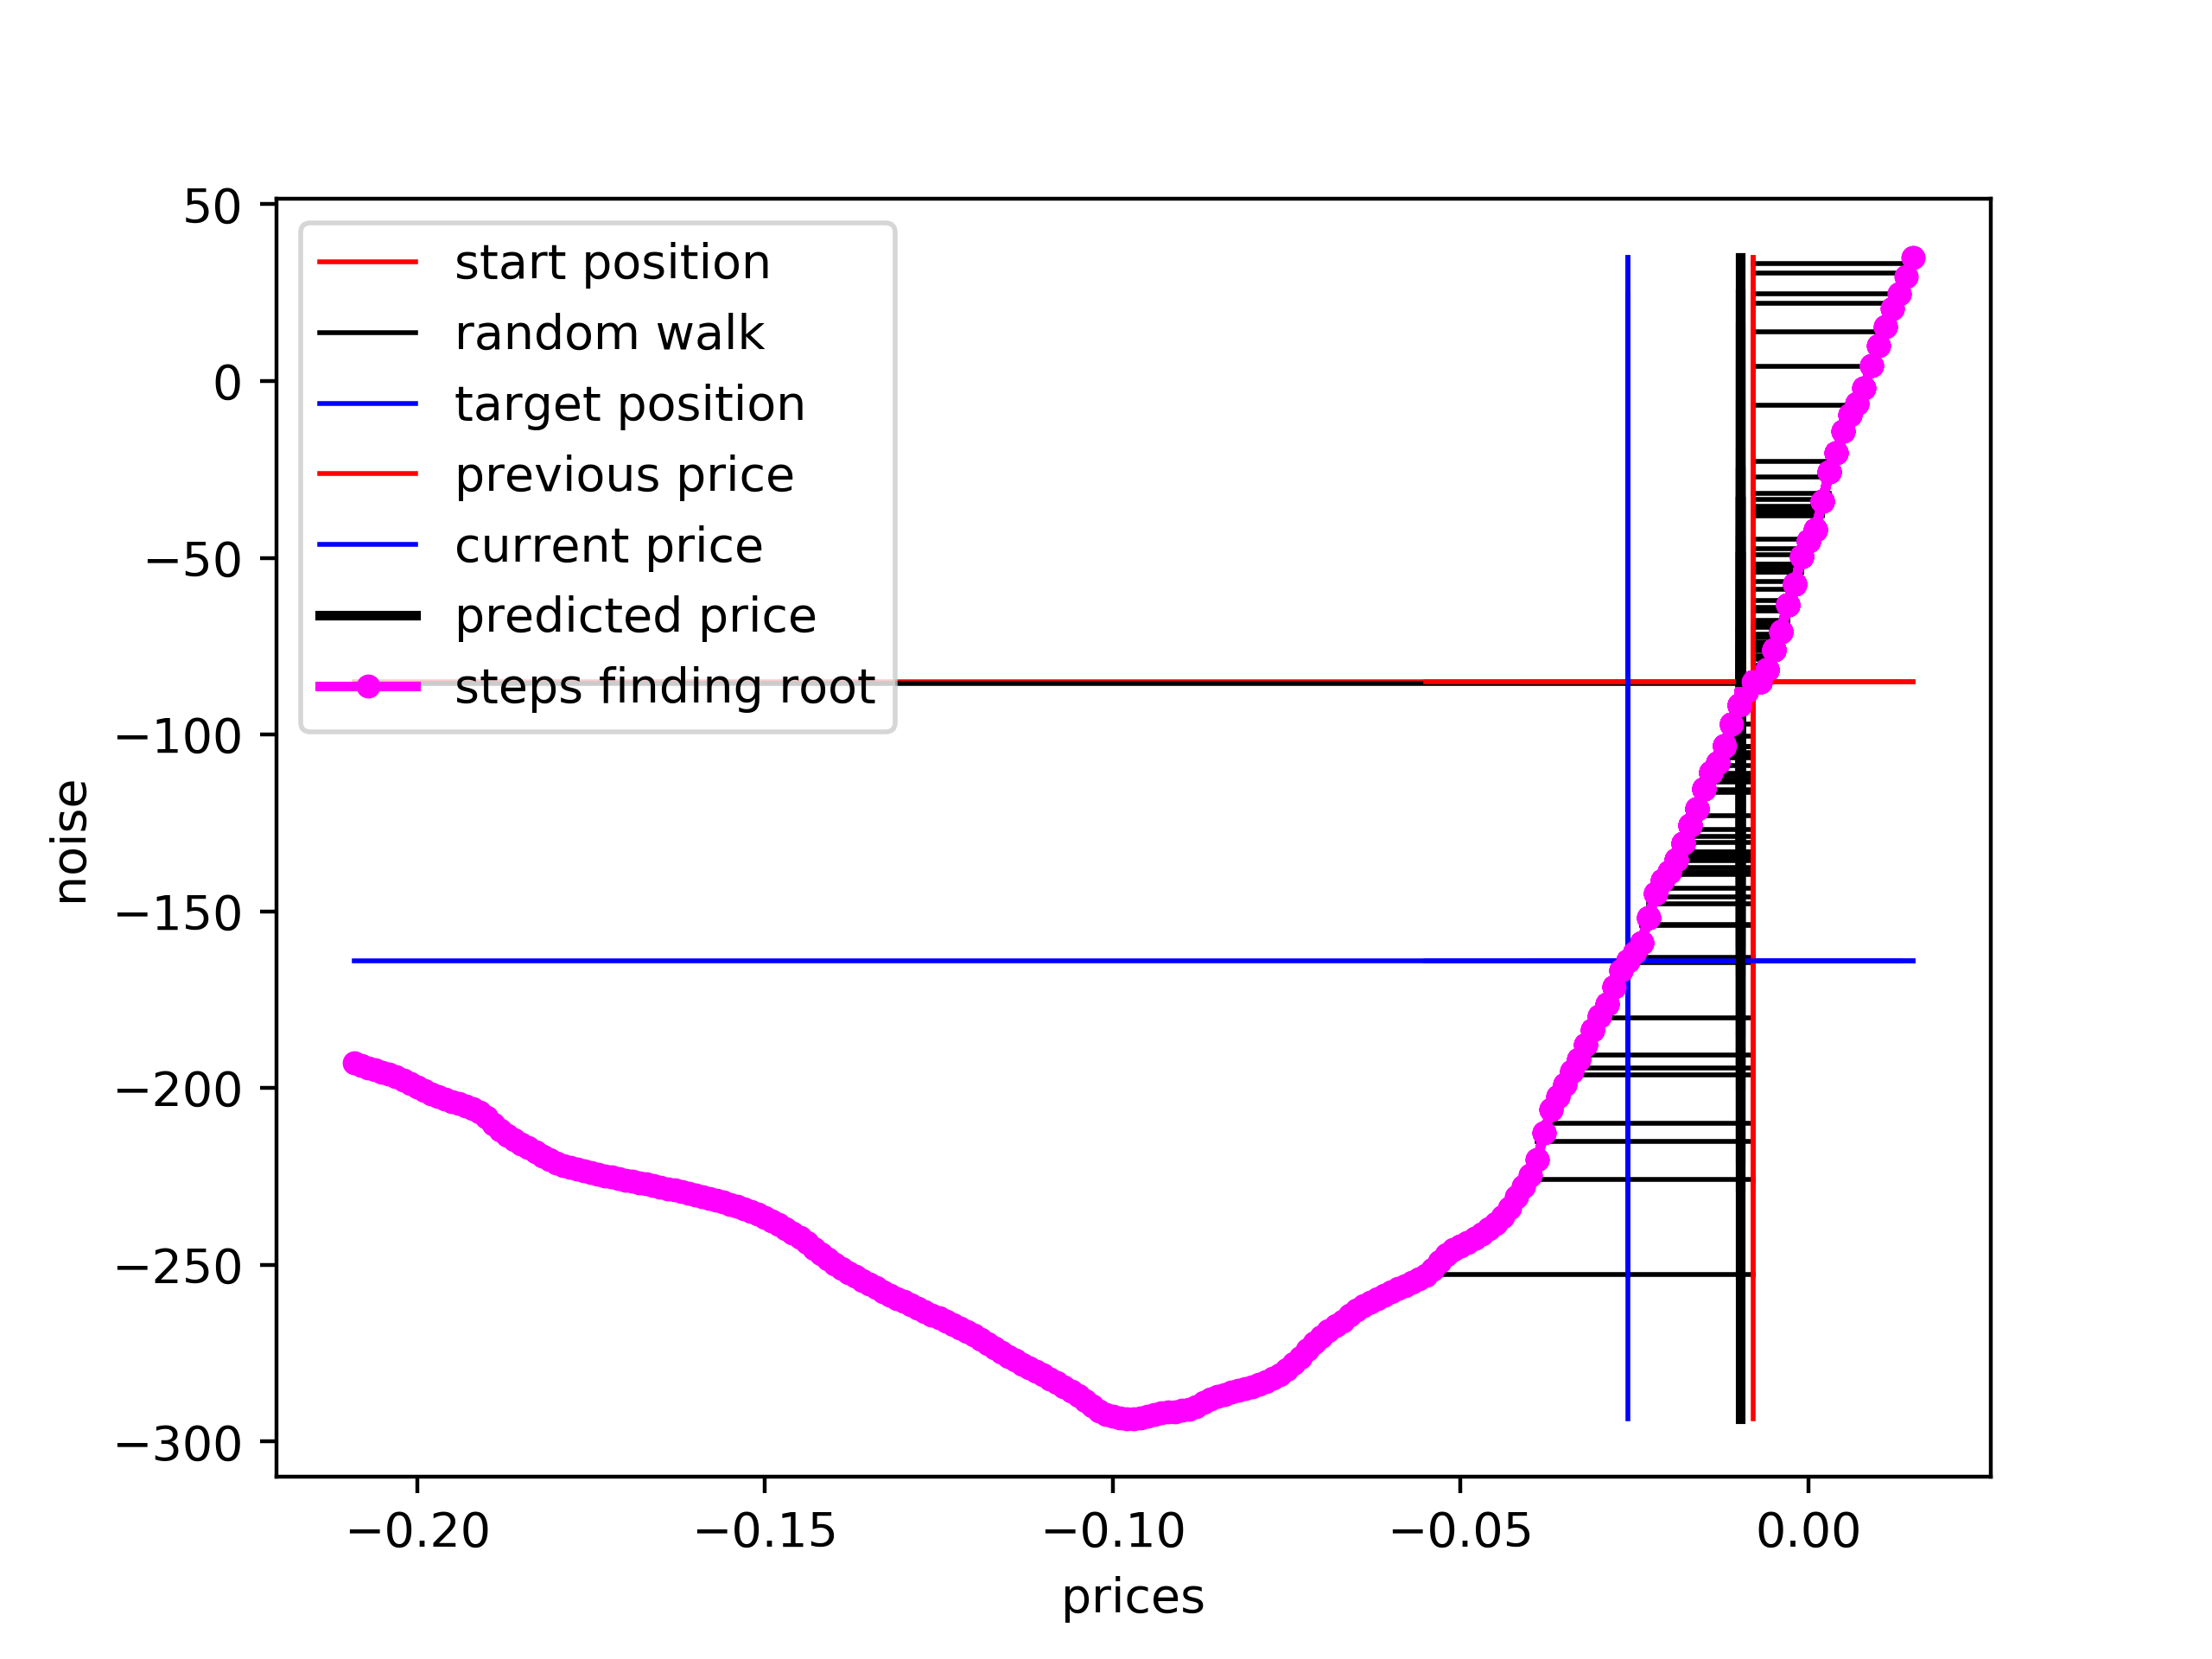 50
0
−50
−100
−150
−200
−250
−300
noise
start position
random walk
target position
previous price
current price
predicted price
steps finding root
−0.20 −0.15 −0.10 −0.05 0.00
prices